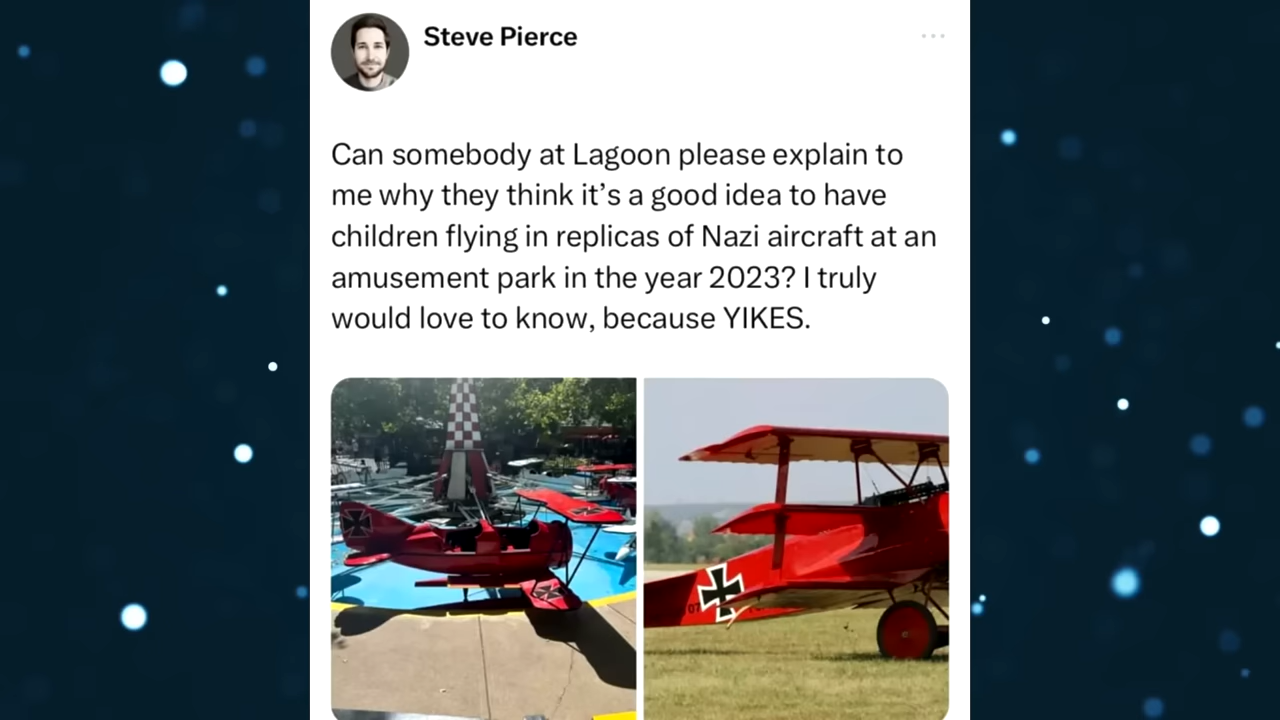 Steve Pierce
Can somebody at Lagoon please explain to
me why they think it’s a good idea to have
children flying in replicas of Nazi aircraft at an
amusement park in the year 2023? I truly
would love to know, because YIKES.